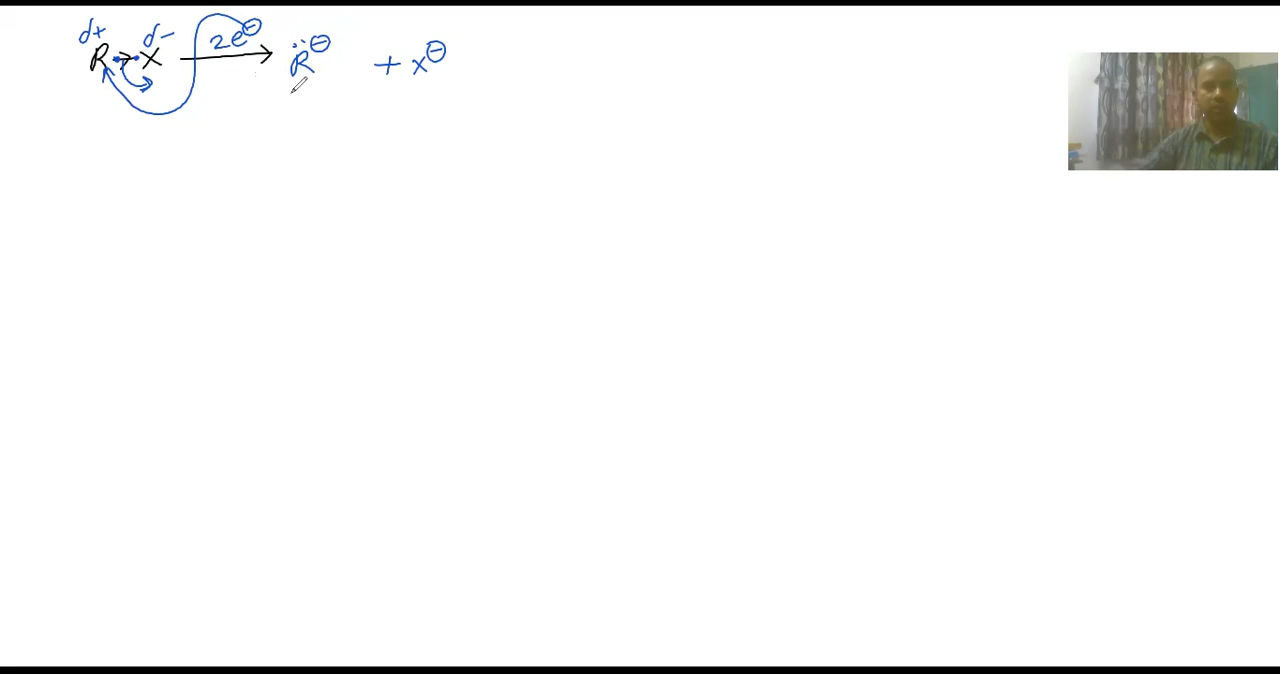 d+ d-
R → X 2e⊖ → R̈⊖ + x⊖